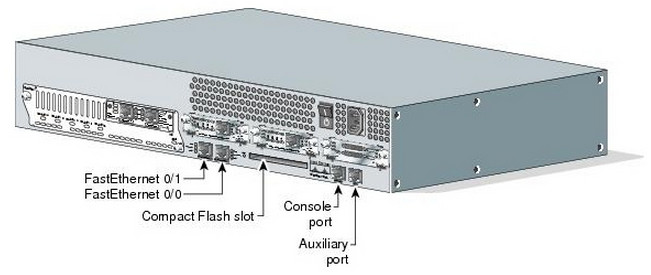 FastEthernet 0/1
FastEthernet 0/0
Compact Flash slot
Console
port
Auxiliary
port